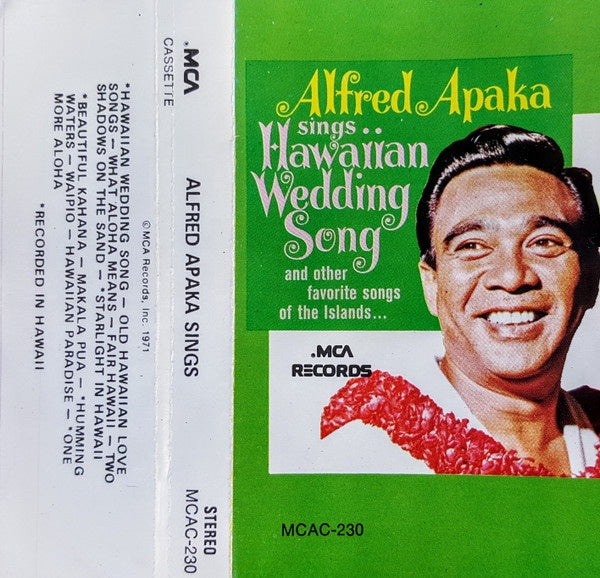 .MCA
CASSETTE
ALFRED APAKA SINGS
STEREO
MCAC-230
©MCA Records, Inc. 1971
*HAWAIIAN WEDDING SONG — OLD HAWAIIAN LOVE
SONGS — WHAT ALOHA MEANS — FAIR HAWAII — TWO
SHADOWS ON THE SAND — *STARLIGHT IN HAWAII
*BEAUTIFUL KAHANA — MAKALA PUA — *HUMMING
WATERS — WAIPIO — HAWAIIAN PARADISE — *ONE
MORE ALOHA
*RECORDED IN HAWAII
Alfred Apaka
sings..
Hawaiian
Wedding
Song
and other
favorite songs
of the Islands...
.MCA
RECORDS
MCAC-230